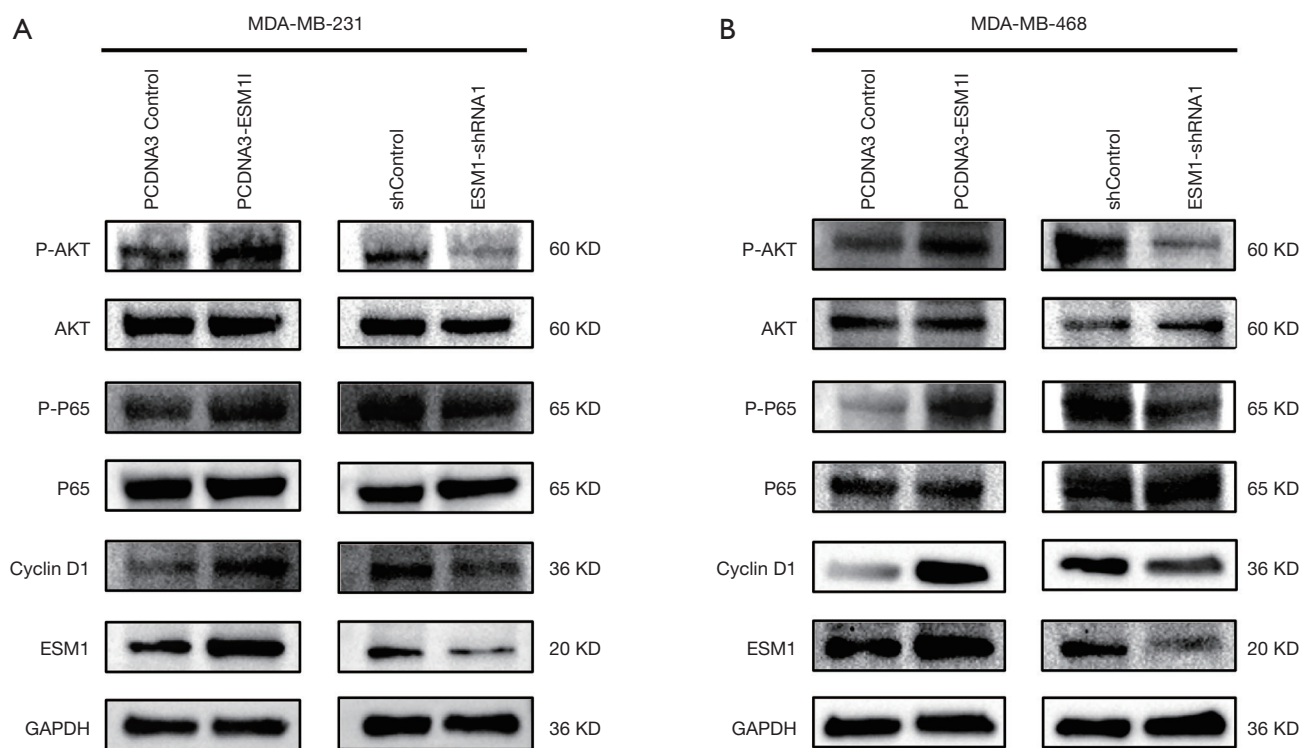 A
MDA-MB-231
PCDNA3 Control
PCDNA3-ESM1I
shControl
ESM1-shRNA1
P-AKT
60 KD
AKT
60 KD
P-P65
65 KD
P65
65 KD
Cyclin D1
36 KD
ESM1
20 KD
GAPDH
36 KD
B
MDA-MB-468
PCDNA3 Control
PCDNA3-ESM1I
shControl
ESM1-shRNA1
P-AKT
60 KD
AKT
60 KD
P-P65
65 KD
P65
65 KD
Cyclin D1
36 KD
ESM1
20 KD
GAPDH
36 KD